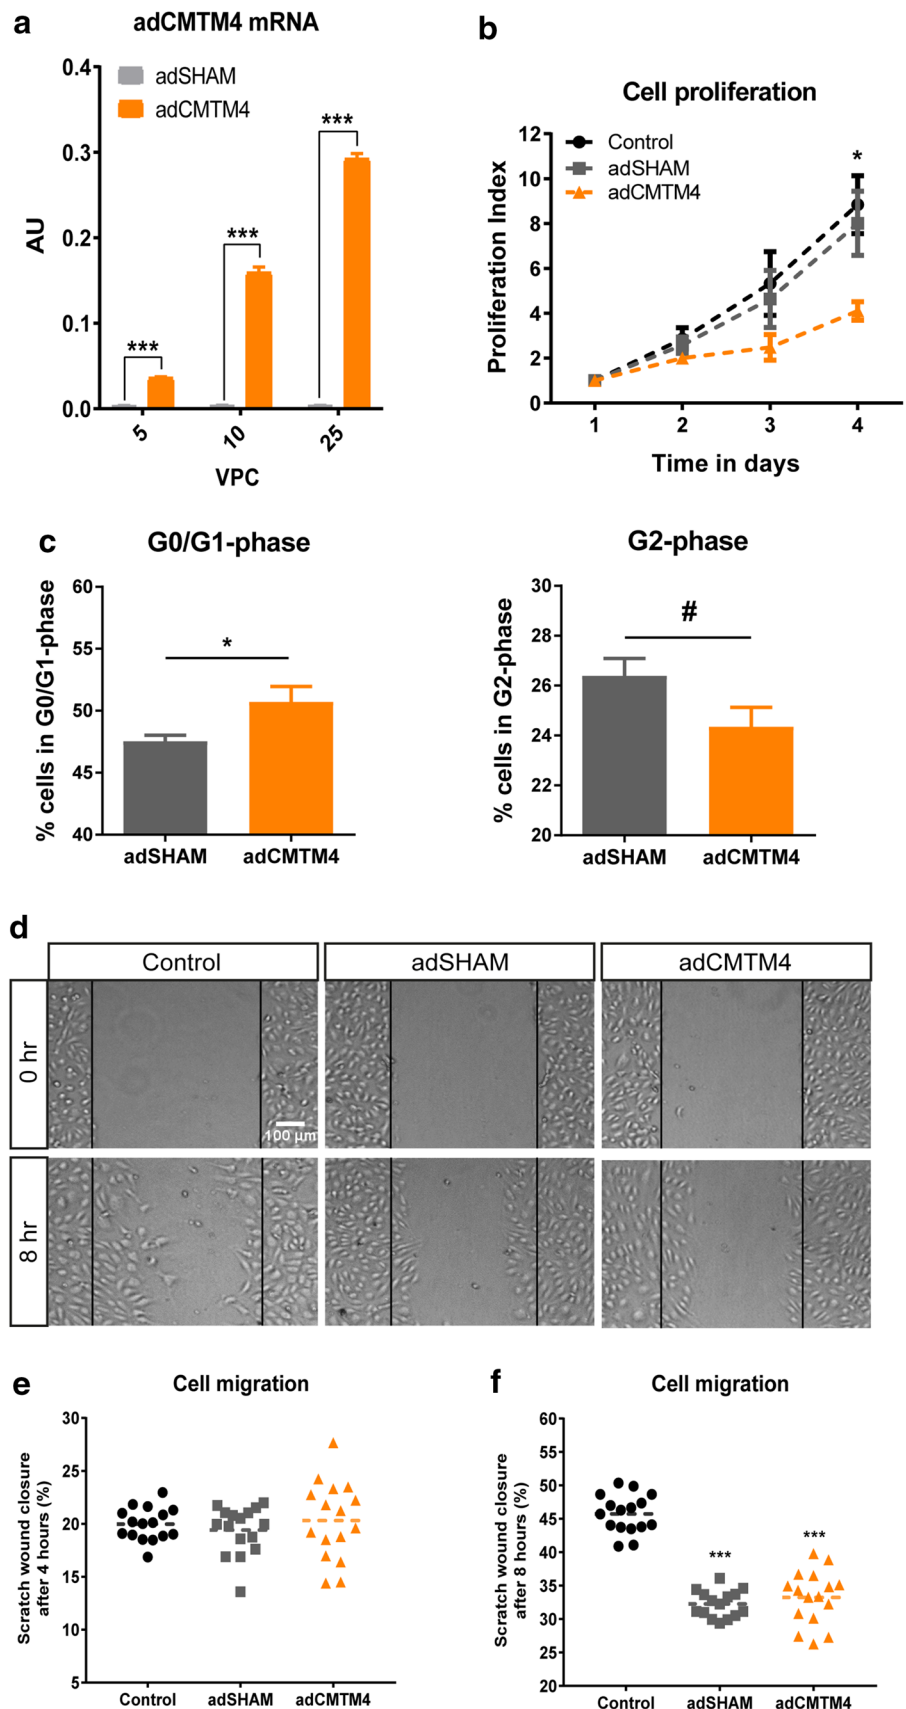 a
adCMTM4 mRNA
AU
0.4
0.3
0.2
0.1
0.0
adSHAM
adCMTM4
***
***
***
5
10
25
VPC
b
Cell proliferation
Proliferation Index
12
10
8
6
4
2
0
Control
adSHAM
adCMTM4
*
1
2
3
4
Time in days
c
G0/G1-phase
% cells in G0/G1-phase
60
55
50
45
40
*
adSHAM
adCMTM4
G2-phase
% cells in G2-phase
30
28
26
24
22
20
#
adSHAM
adCMTM4
d
Control
adSHAM
adCMTM4
0 hr
100 µm
8 hr
e
Cell migration
Scratch wound closure
after 4 hours (%)
30
25
20
15
10
5
Control
adSHAM
adCMTM4
f
Cell migration
Scratch wound closure
after 8 hours (%)
60
55
50
45
40
35
30
25
20
***
***
Control
adSHAM
adCMTM4